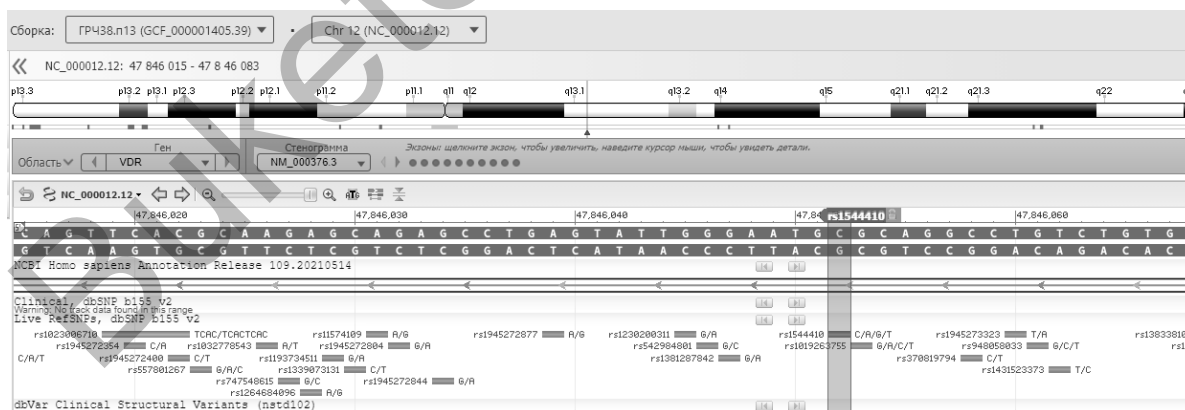 Сборка: ГРЧ38.п13 (GCF_000001405.39) Chr 12 (NC_000012.12)
NC_000012.12: 47 846 015 - 47 8 46 083
p13.3 p13.2 p13.1 p12.3 p12.2 p12.1 p11.2 p11.1 q11 q12 q13.1 q13.2 q14 q15 q21.1 q21.2 q21.3 q22
Ген Стенограмма Экзоны: щелкните экзон, чтобы увеличить, наведите курсор мыши, чтобы увидеть детали.
Область VDR NM_000376.3
NC_000012.12
47,846,020 47,846,030 47,846,040 47,8 rs1544410 47,846,060
C A G T T C A G C A A G A G C A G A G C C T G A G T A T T G G G A A T G C G C A G G C C T G T C T G T G
G T C A A G T C G T T C T C G T C T C G G A C T C A T A A C C C T T A C G C G T C C G G A C A G A C A C
NCBI Homo sapiens Annotation Release 109.20210514
Clinical, dbSNP b155 v2
Warning: No track data found in this range
Live RefSNPs, dbSNP b155 v2
rs1023006710 TCAC/TCACTCAC rs11574109 A/G rs1945272877 A/G rs1230200311 G/A rs1544410 C/A/G/T rs1945273323 T/A rs13833810
rs1945272354 C/A rs1032778543 A/T rs1945272804 G/A rs542984801 G/C rs1019263755 G/A/C/T rs948058033 G/C/T rs1
C/A/T rs1945272400 C/T rs1193734511 G/A rs1381287842 G/A rs370819794 C/T
rs557801267 G/A/C rs1339073131 C/T rs1431523373 T/C
rs747548615 G/C rs1945272844 G/A
rs1264684096 A/G
dbVar Clinical Structural Variants (nstd102)